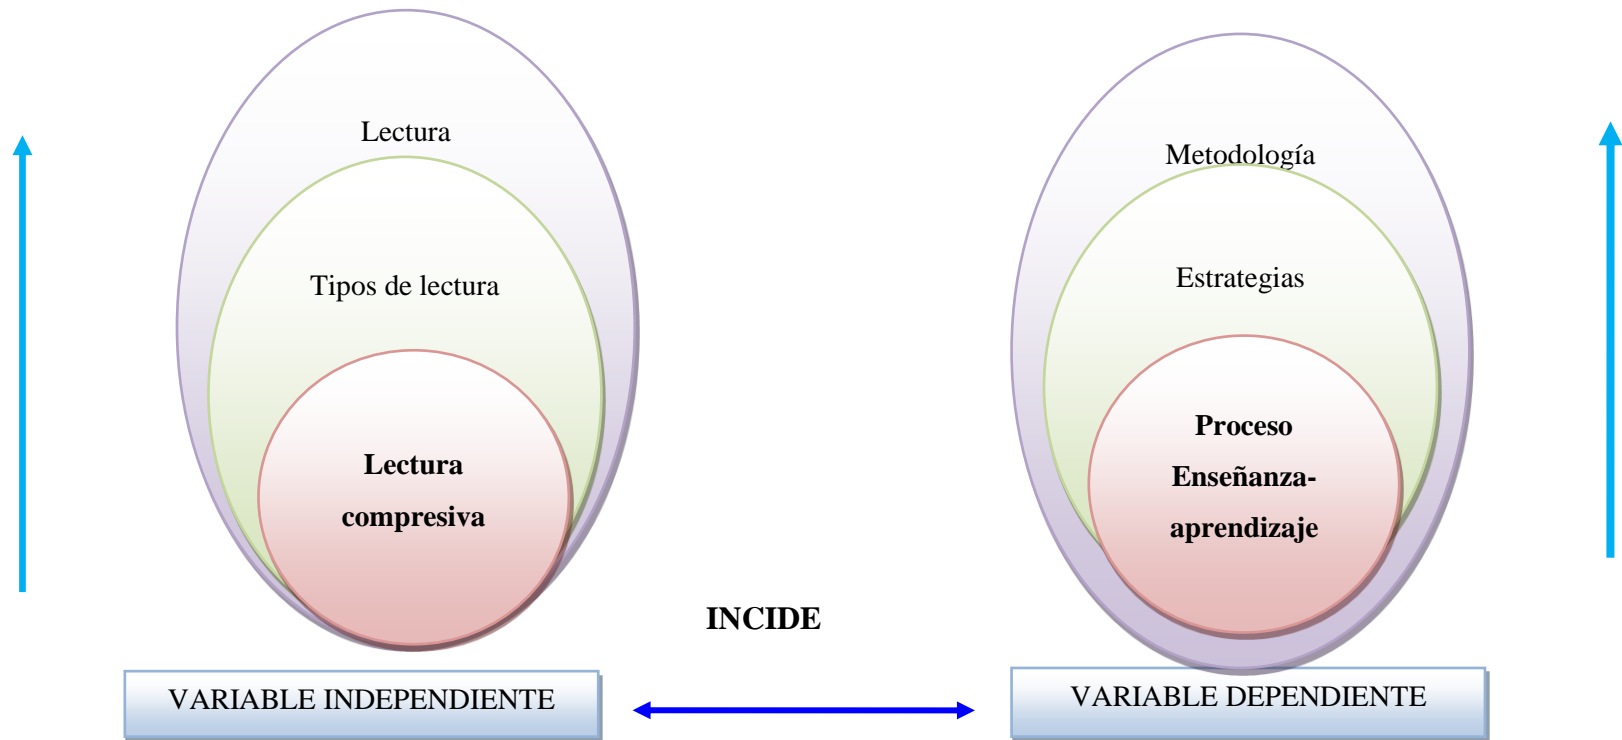 Lectura
Tipos de lectura
Lectura
compresiva
VARIABLE INDEPENDIENTE
INCIDE
Metodología
Estrategias
Proceso
Enseñanza-
aprendizaje
VARIABLE DEPENDIENTE